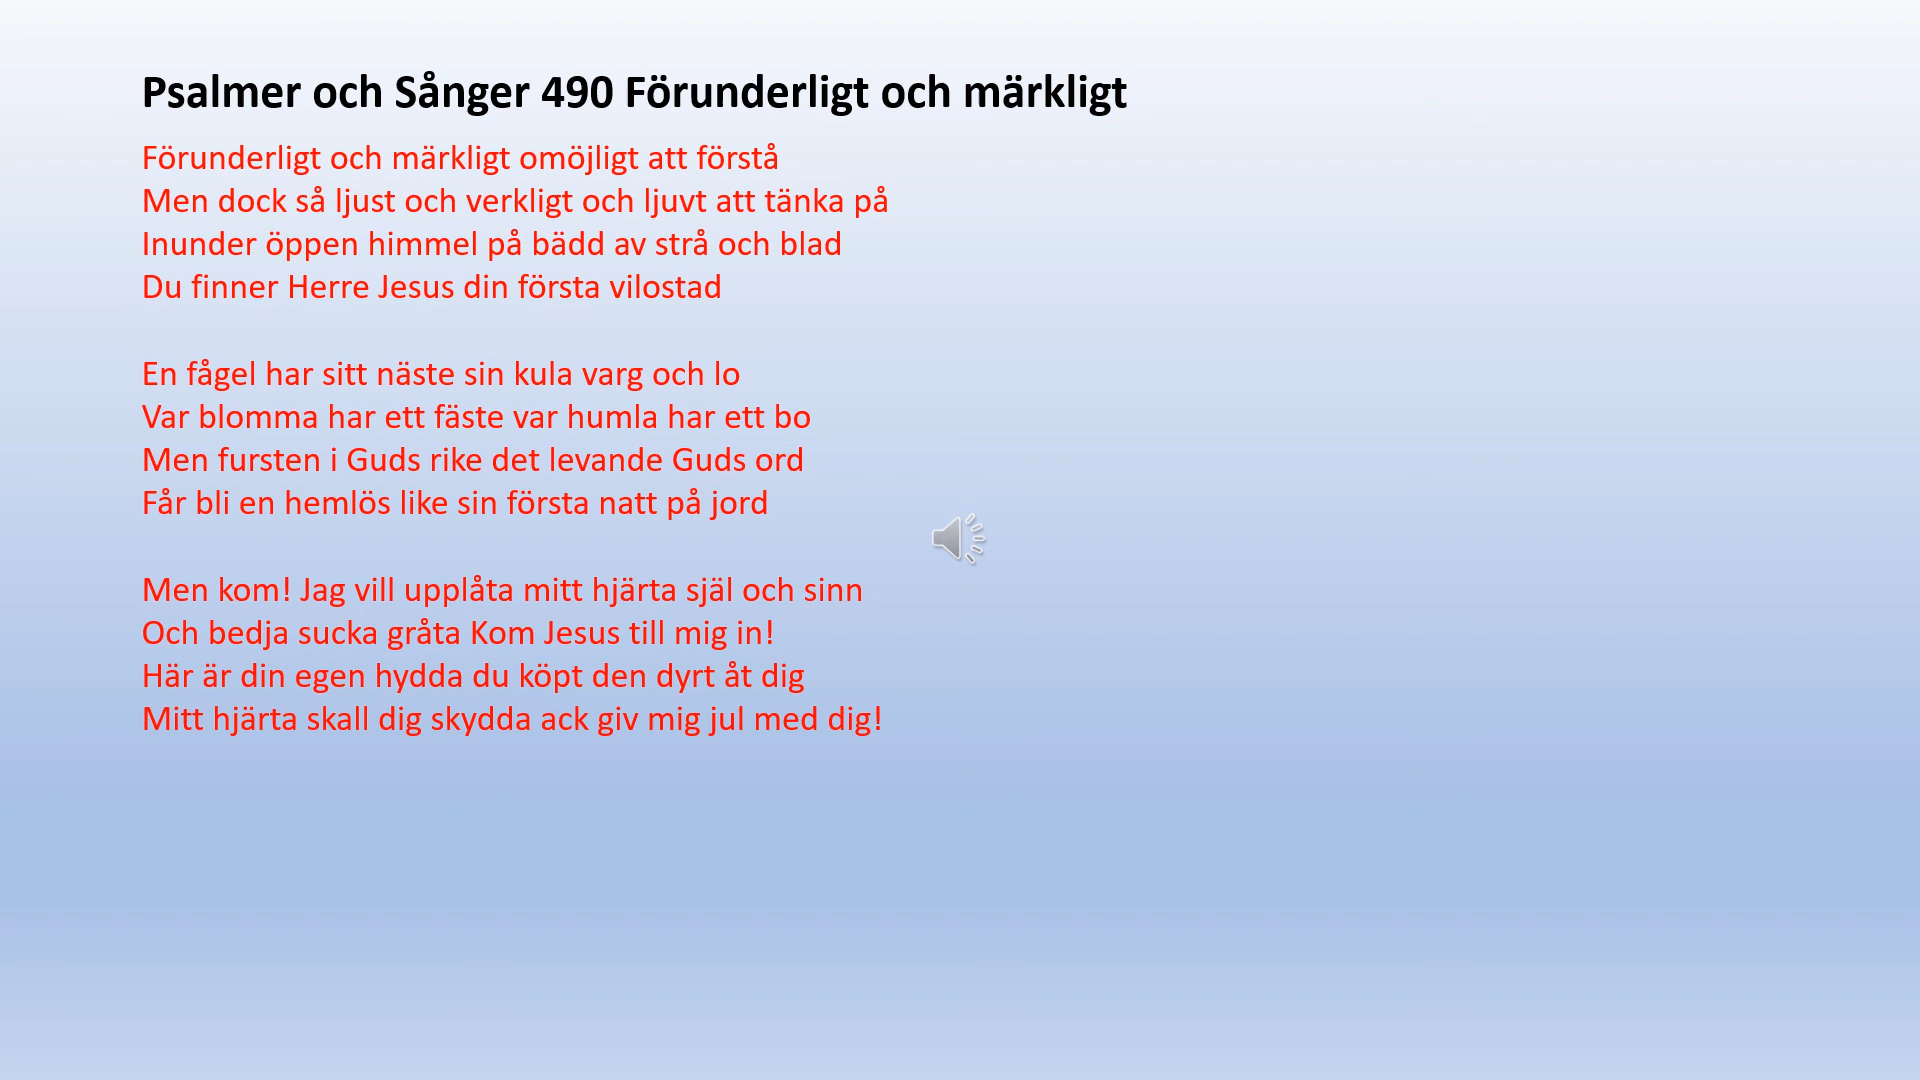 Psalmer och Sånger 490 Förunderligt och märkligt
Förunderligt och märkligt omöjligt att förstå
Men dock så ljust och verkligt och ljuvt att tänka på
Inunder öppen himmel på bädd av strå och blad
Du finner Herre Jesus din första vilostad
En fågel har sitt näste sin kula varg och lo
Var blomma har ett fäste var humla har ett bo
Men fursten i Guds rike det levande Guds ord
Får bli en hemlös like sin första natt på jord
Men kom! Jag vill upplåta mitt hjärta själ och sinn
Och bedja sucka gråta Kom Jesus till mig in!
Här är din egen hydda du köpt den dyrt åt dig
Mitt hjärta skall dig skydda ack giv mig jul med dig!